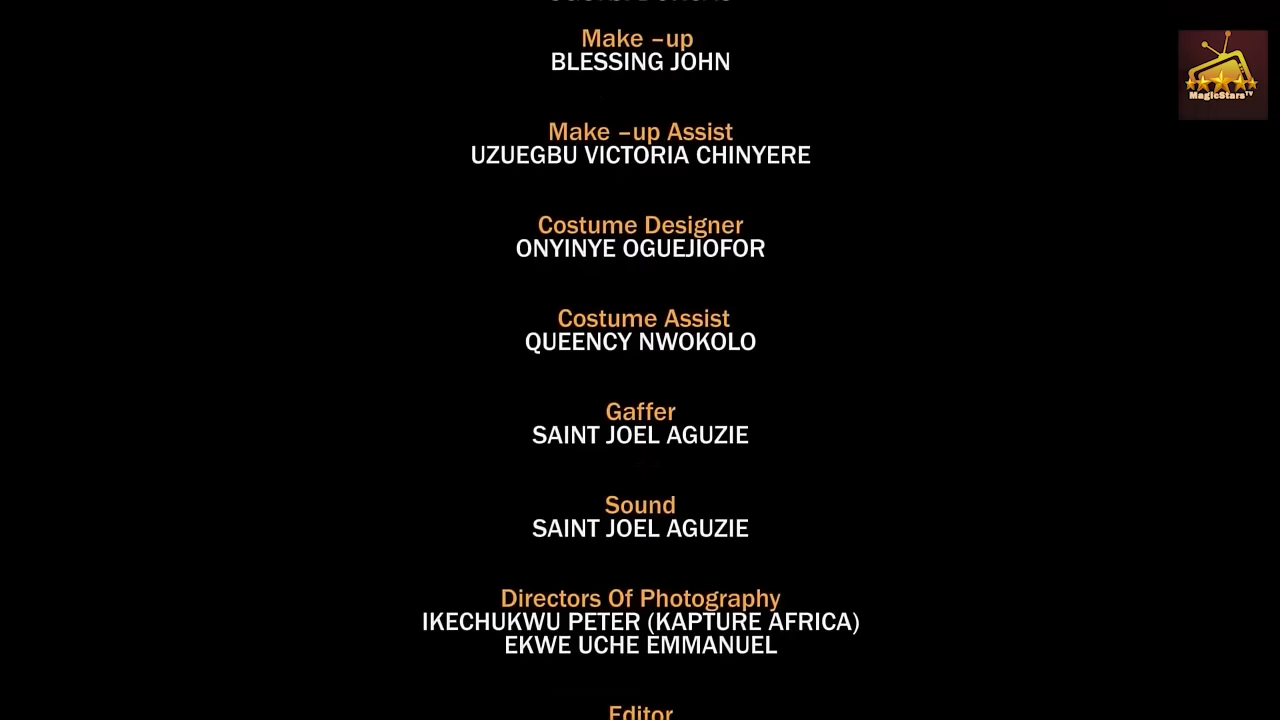 Make –up
BLESSING JOHN
Make –up Assist
UZUEGBU VICTORIA CHINYERE
Costume Designer
ONYINYE OGUEJIOFOR
Costume Assist
QUEENCY NWOKOLO
Gaffer
SAINT JOEL AGUZIE
Sound
SAINT JOEL AGUZIE
Directors Of Photography
IKECHUKWU PETER (KAPTURE AFRICA)
EKWE UCHE EMMANUEL
Editor
MagicStarsTV